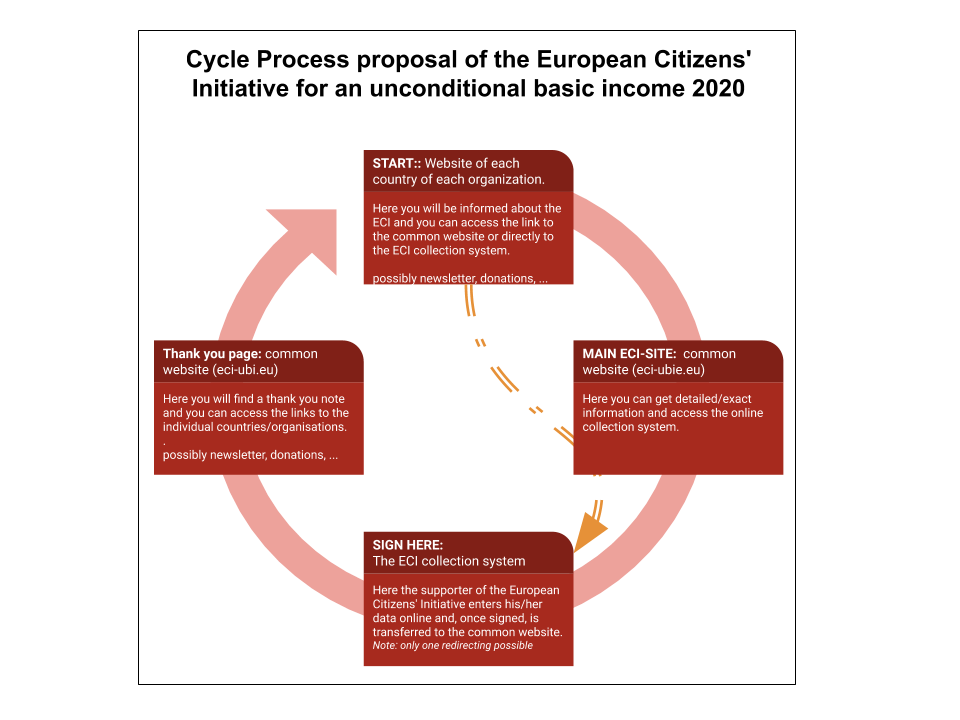 Cycle Process proposal of the European Citizens'
Initiative for an unconditional basic income 2020
START:: Website of each
country of each organization.
Here you will be informed about the
ECI and you can access the link to
the common website or directly to
the ECI collection system.
possibly newsletter, donations, ...
Thank you page: common
website (eci-ubi.eu)
Here you will find a thank you note
and you can access the links to the
individual countries/organisations.
.
possibly newsletter, donations, ...
MAIN ECI-SITE: common
website (eci-ubie.eu)
Here you can get detailed/exact
information and access the online
collection system.
SIGN HERE:
The ECI collection system
Here the supporter of the European
Citizens' Initiative enters his/her
data online and, once signed, is
transferred to the common website.
Note: only one redirecting possible